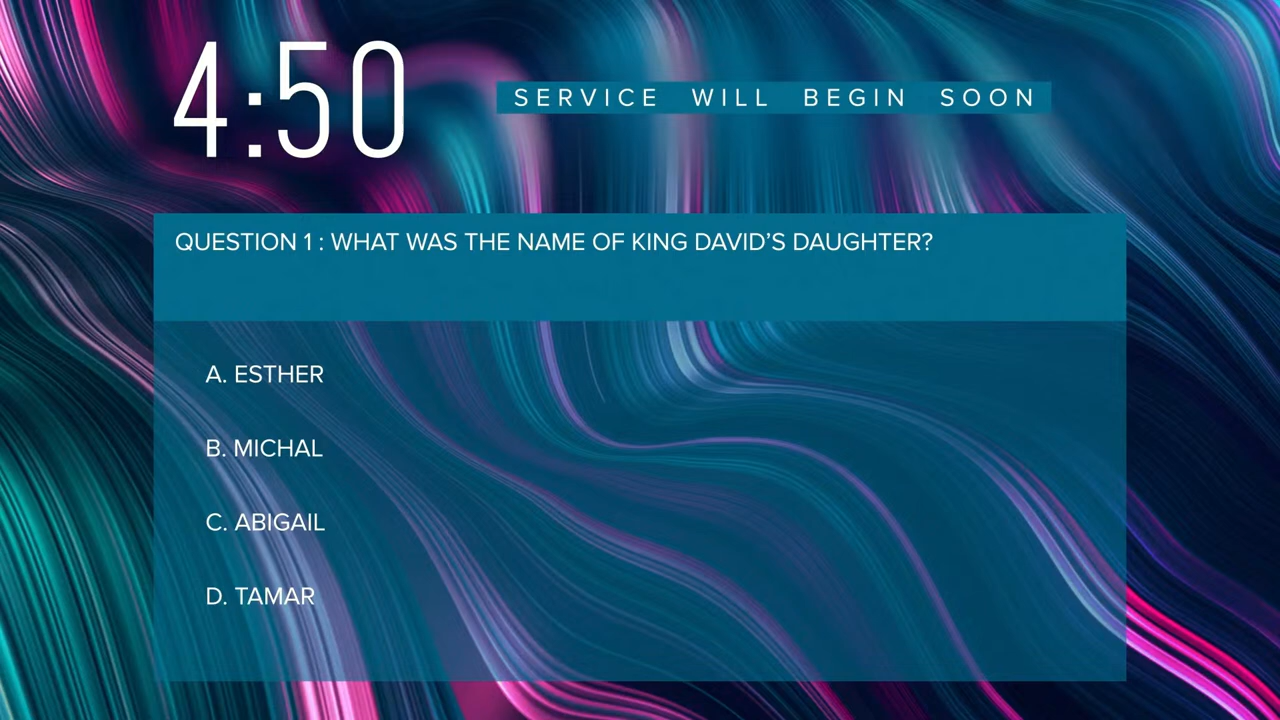 4:50
SERVICE WILL BEGIN SOON
QUESTION 1 : WHAT WAS THE NAME OF KING DAVID’S DAUGHTER?
A. ESTHER
B. MICHAL
C. ABIGAIL
D. TAMAR